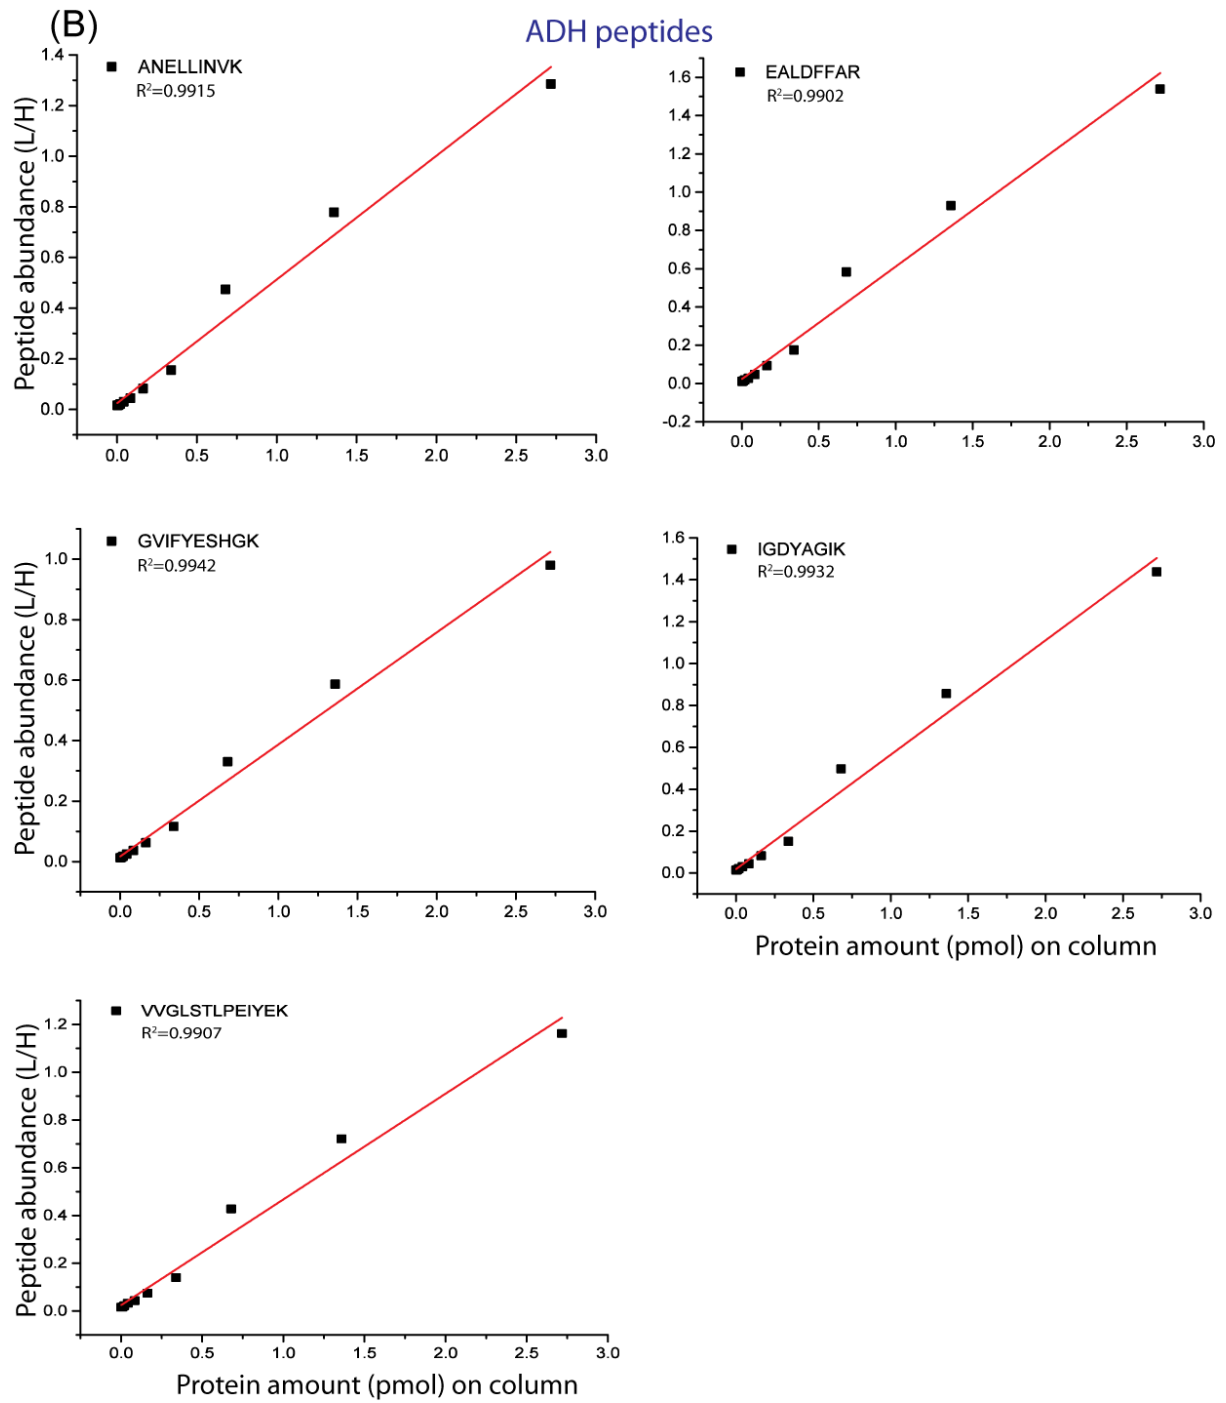 (B)
ADH peptides
ANELLINVK
R²=0.9915
Peptide abundance (L/H)
1.4
1.2
1.0
0.8
0.6
0.4
0.2
0.0
0.0 0.5 1.0 1.5 2.0 2.5 3.0
EALDFFAR
R²=0.9902
1.6
1.4
1.2
1.0
0.8
0.6
0.4
0.2
0.0
-0.2
0.0 0.5 1.0 1.5 2.0 2.5 3.0
GVIFYESHGK
R²=0.9942
Peptide abundance (L/H)
1.0
0.8
0.6
0.4
0.2
0.0
0.0 0.5 1.0 1.5 2.0 2.5 3.0
IGDYAGIK
R²=0.9932
1.6
1.4
1.2
1.0
0.8
0.6
0.4
0.2
0.0
0.0 0.5 1.0 1.5 2.0 2.5 3.0
Protein amount (pmol) on column
VVGLSTLPEIYEK
R²=0.9907
Peptide abundance (L/H)
1.2
1.0
0.8
0.6
0.4
0.2
0.0
0.0 0.5 1.0 1.5 2.0 2.5 3.0
Protein amount (pmol) on column